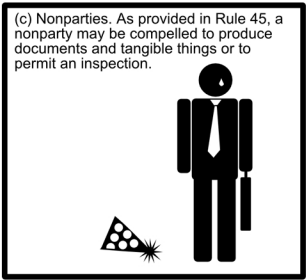 (c) Nonparties. As provided in Rule 45, a
nonparty may be compelled to produce
documents and tangible things or to
permit an inspection.